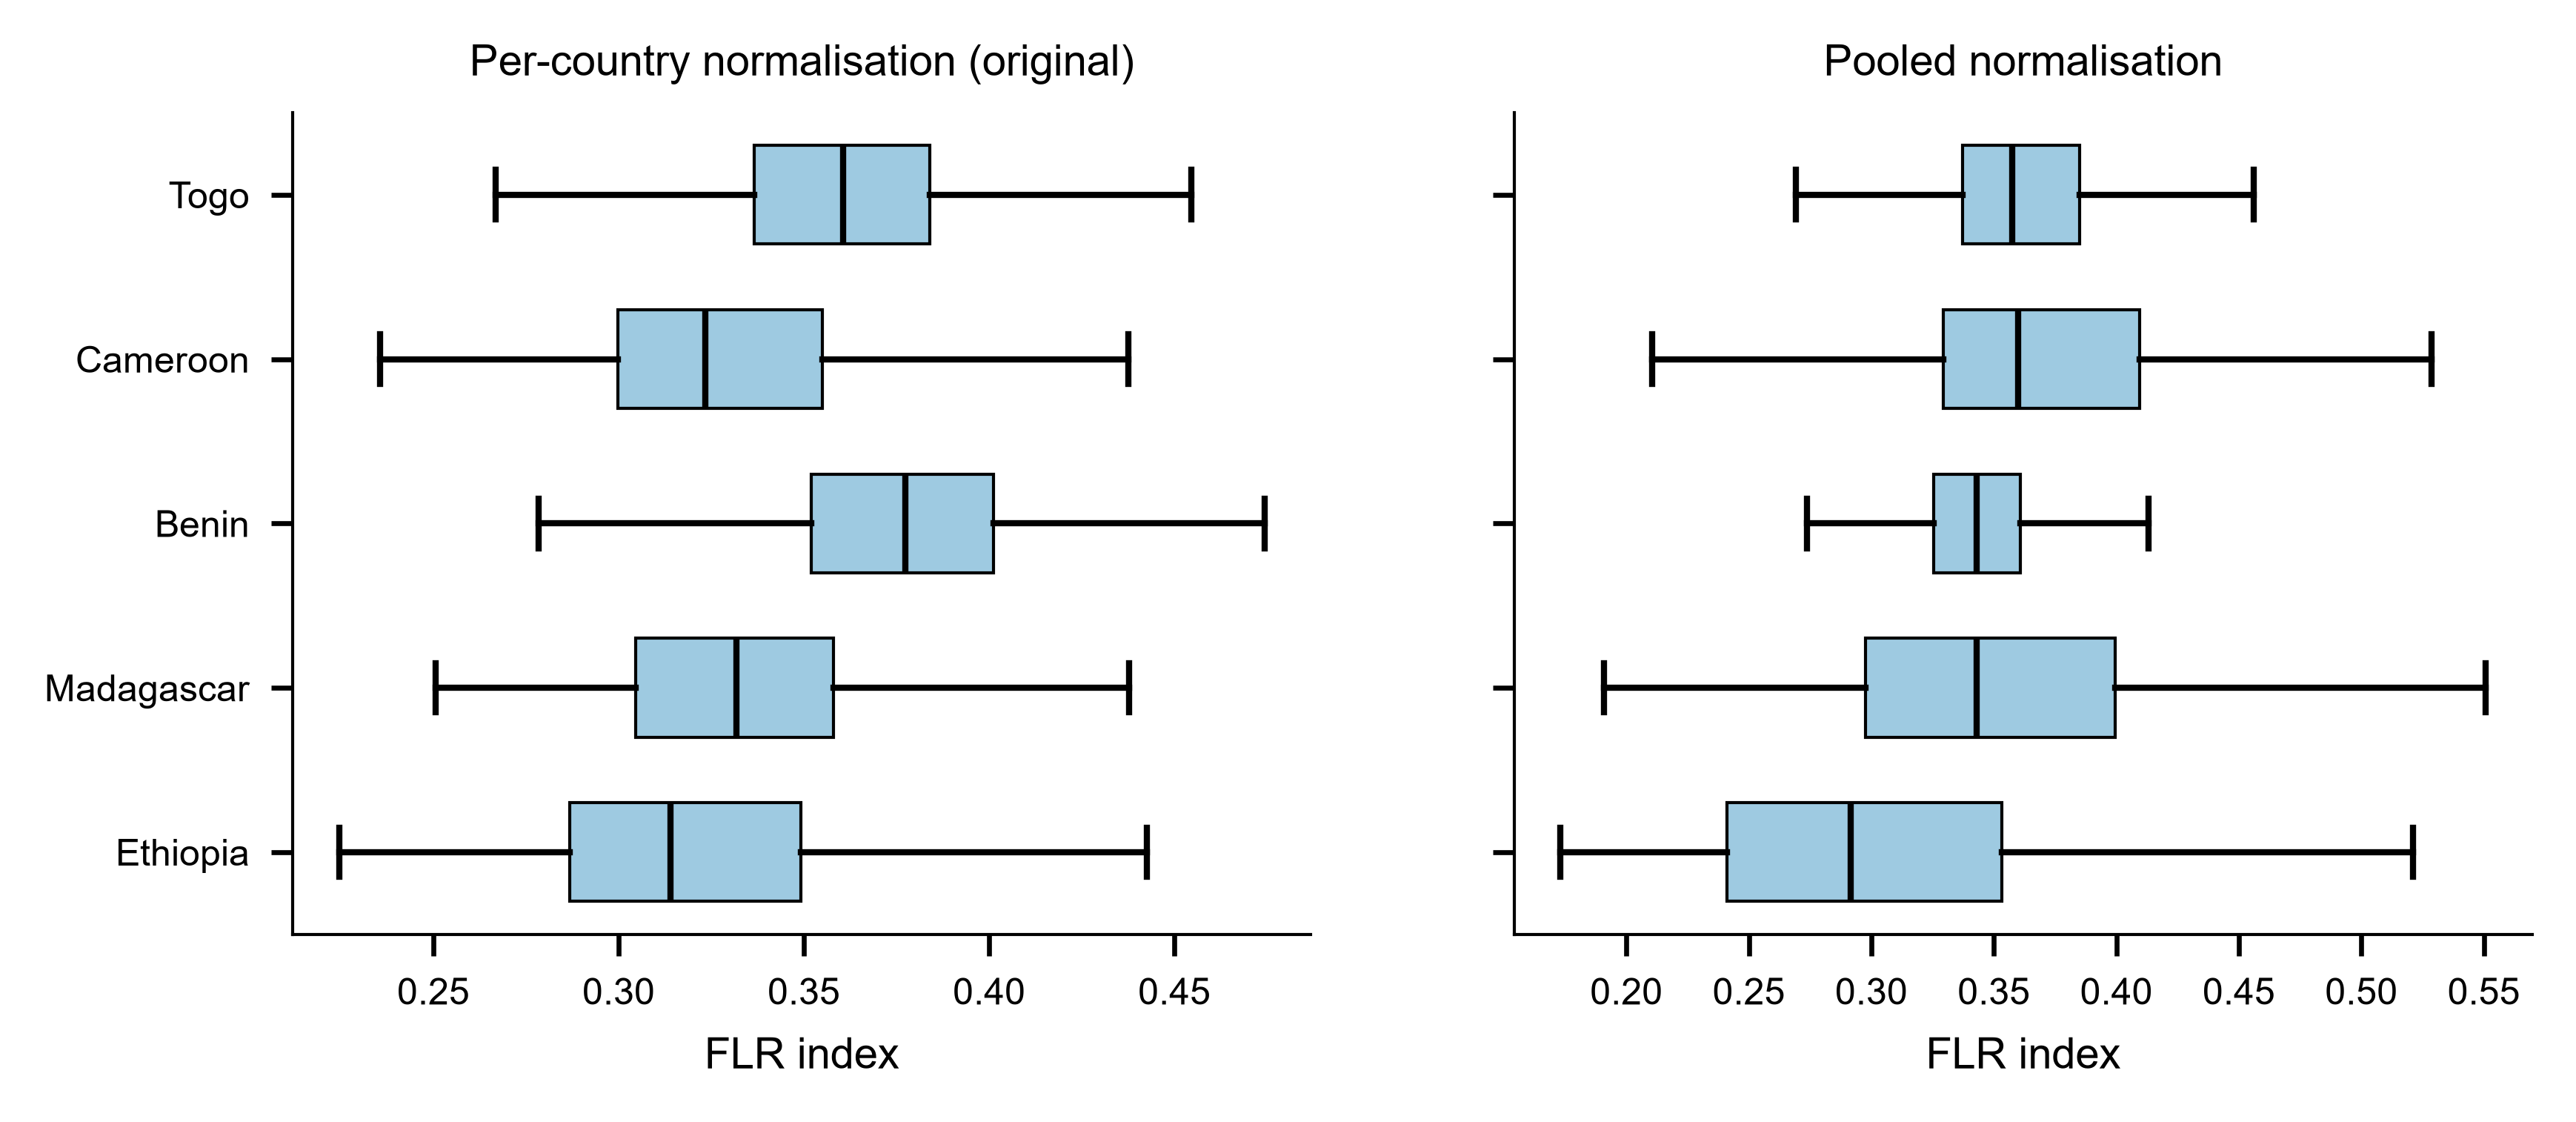 Per-country normalisation (original)
Togo
Cameroon
Benin
Madagascar
Ethiopia
0.25 0.30 0.35 0.40 0.45
FLR index
Pooled normalisation
0.20 0.25 0.30 0.35 0.40 0.45 0.50 0.55
FLR index